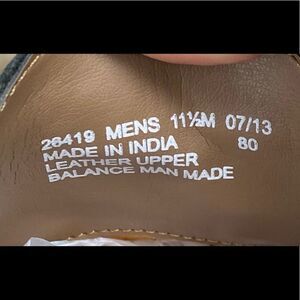 26419 MENS 11½M 07/13
MADE IN INDIA 80
LEATHER UPPER
BALANCE MAN MADE